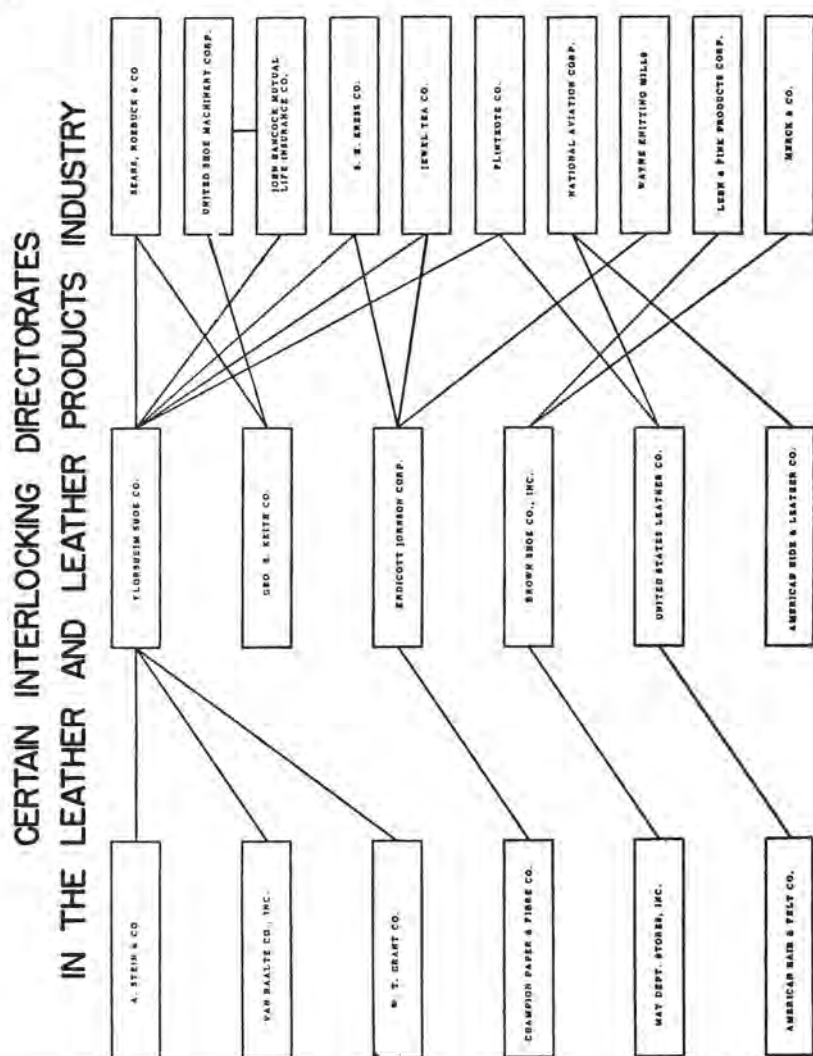 CERTAIN INTERLOCKING DIRECTORATES
IN THE LEATHER AND LEATHER PRODUCTS INDUSTRY
A. STEIN & CO
VAN RAALTE CO., INC.
W. T. GRANT CO.
CHAMPION PAPER & FIBRE CO.
MAY DEPT. STORES, INC.
AMERICAN HAIR & FELT CO.
FLORSHEIM SHOE CO.
GEO. E. KEITH CO.
ENDICOTT JOHNSON CORP.
BROWN SHOE CO., INC.
UNITED STATES LEATHER CO.
AMERICAN HIDE & LEATHER CO.
SEARS, ROEBUCK & CO
UNITED SHOE MACHINERY CORP.
JOHN HANCOCK MUTUAL
LIFE INSURANCE CO.
S. H. KRESS CO.
JEWEL TEA CO.
FLINTKOTE CO.
NATIONAL AVIATION CORP.
WAYNE KNITTING MILLS
LEHN & FINK PRODUCTS CORP.
MERCK & CO.